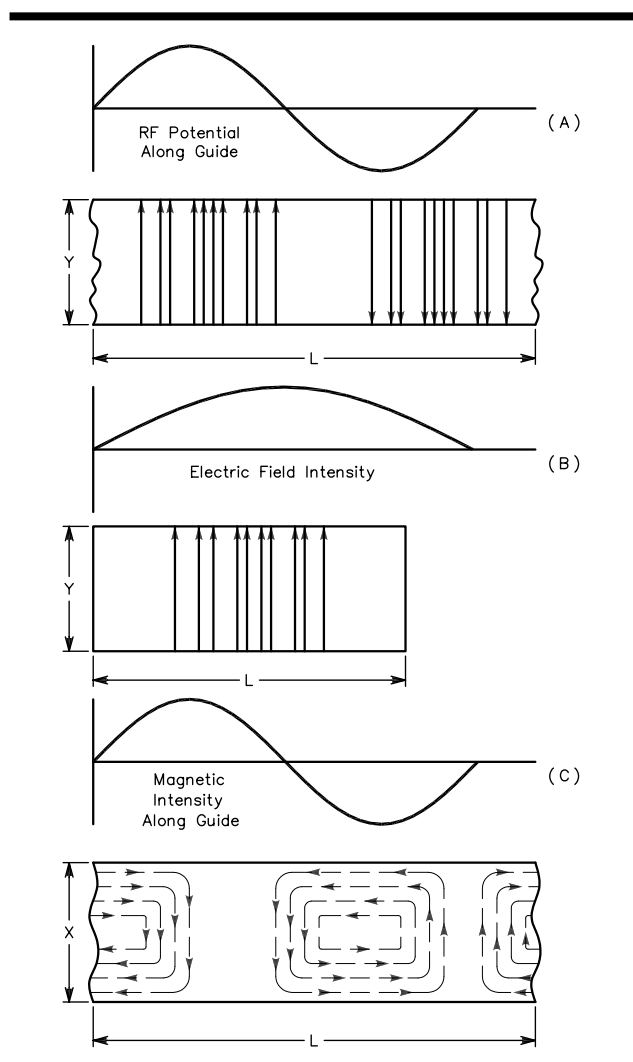 (A)
RF Potential
Along Guide
Y
L
(B)
Electric Field Intensity
Y
L
(C)
Magnetic
Intensity
Along Guide
X
L